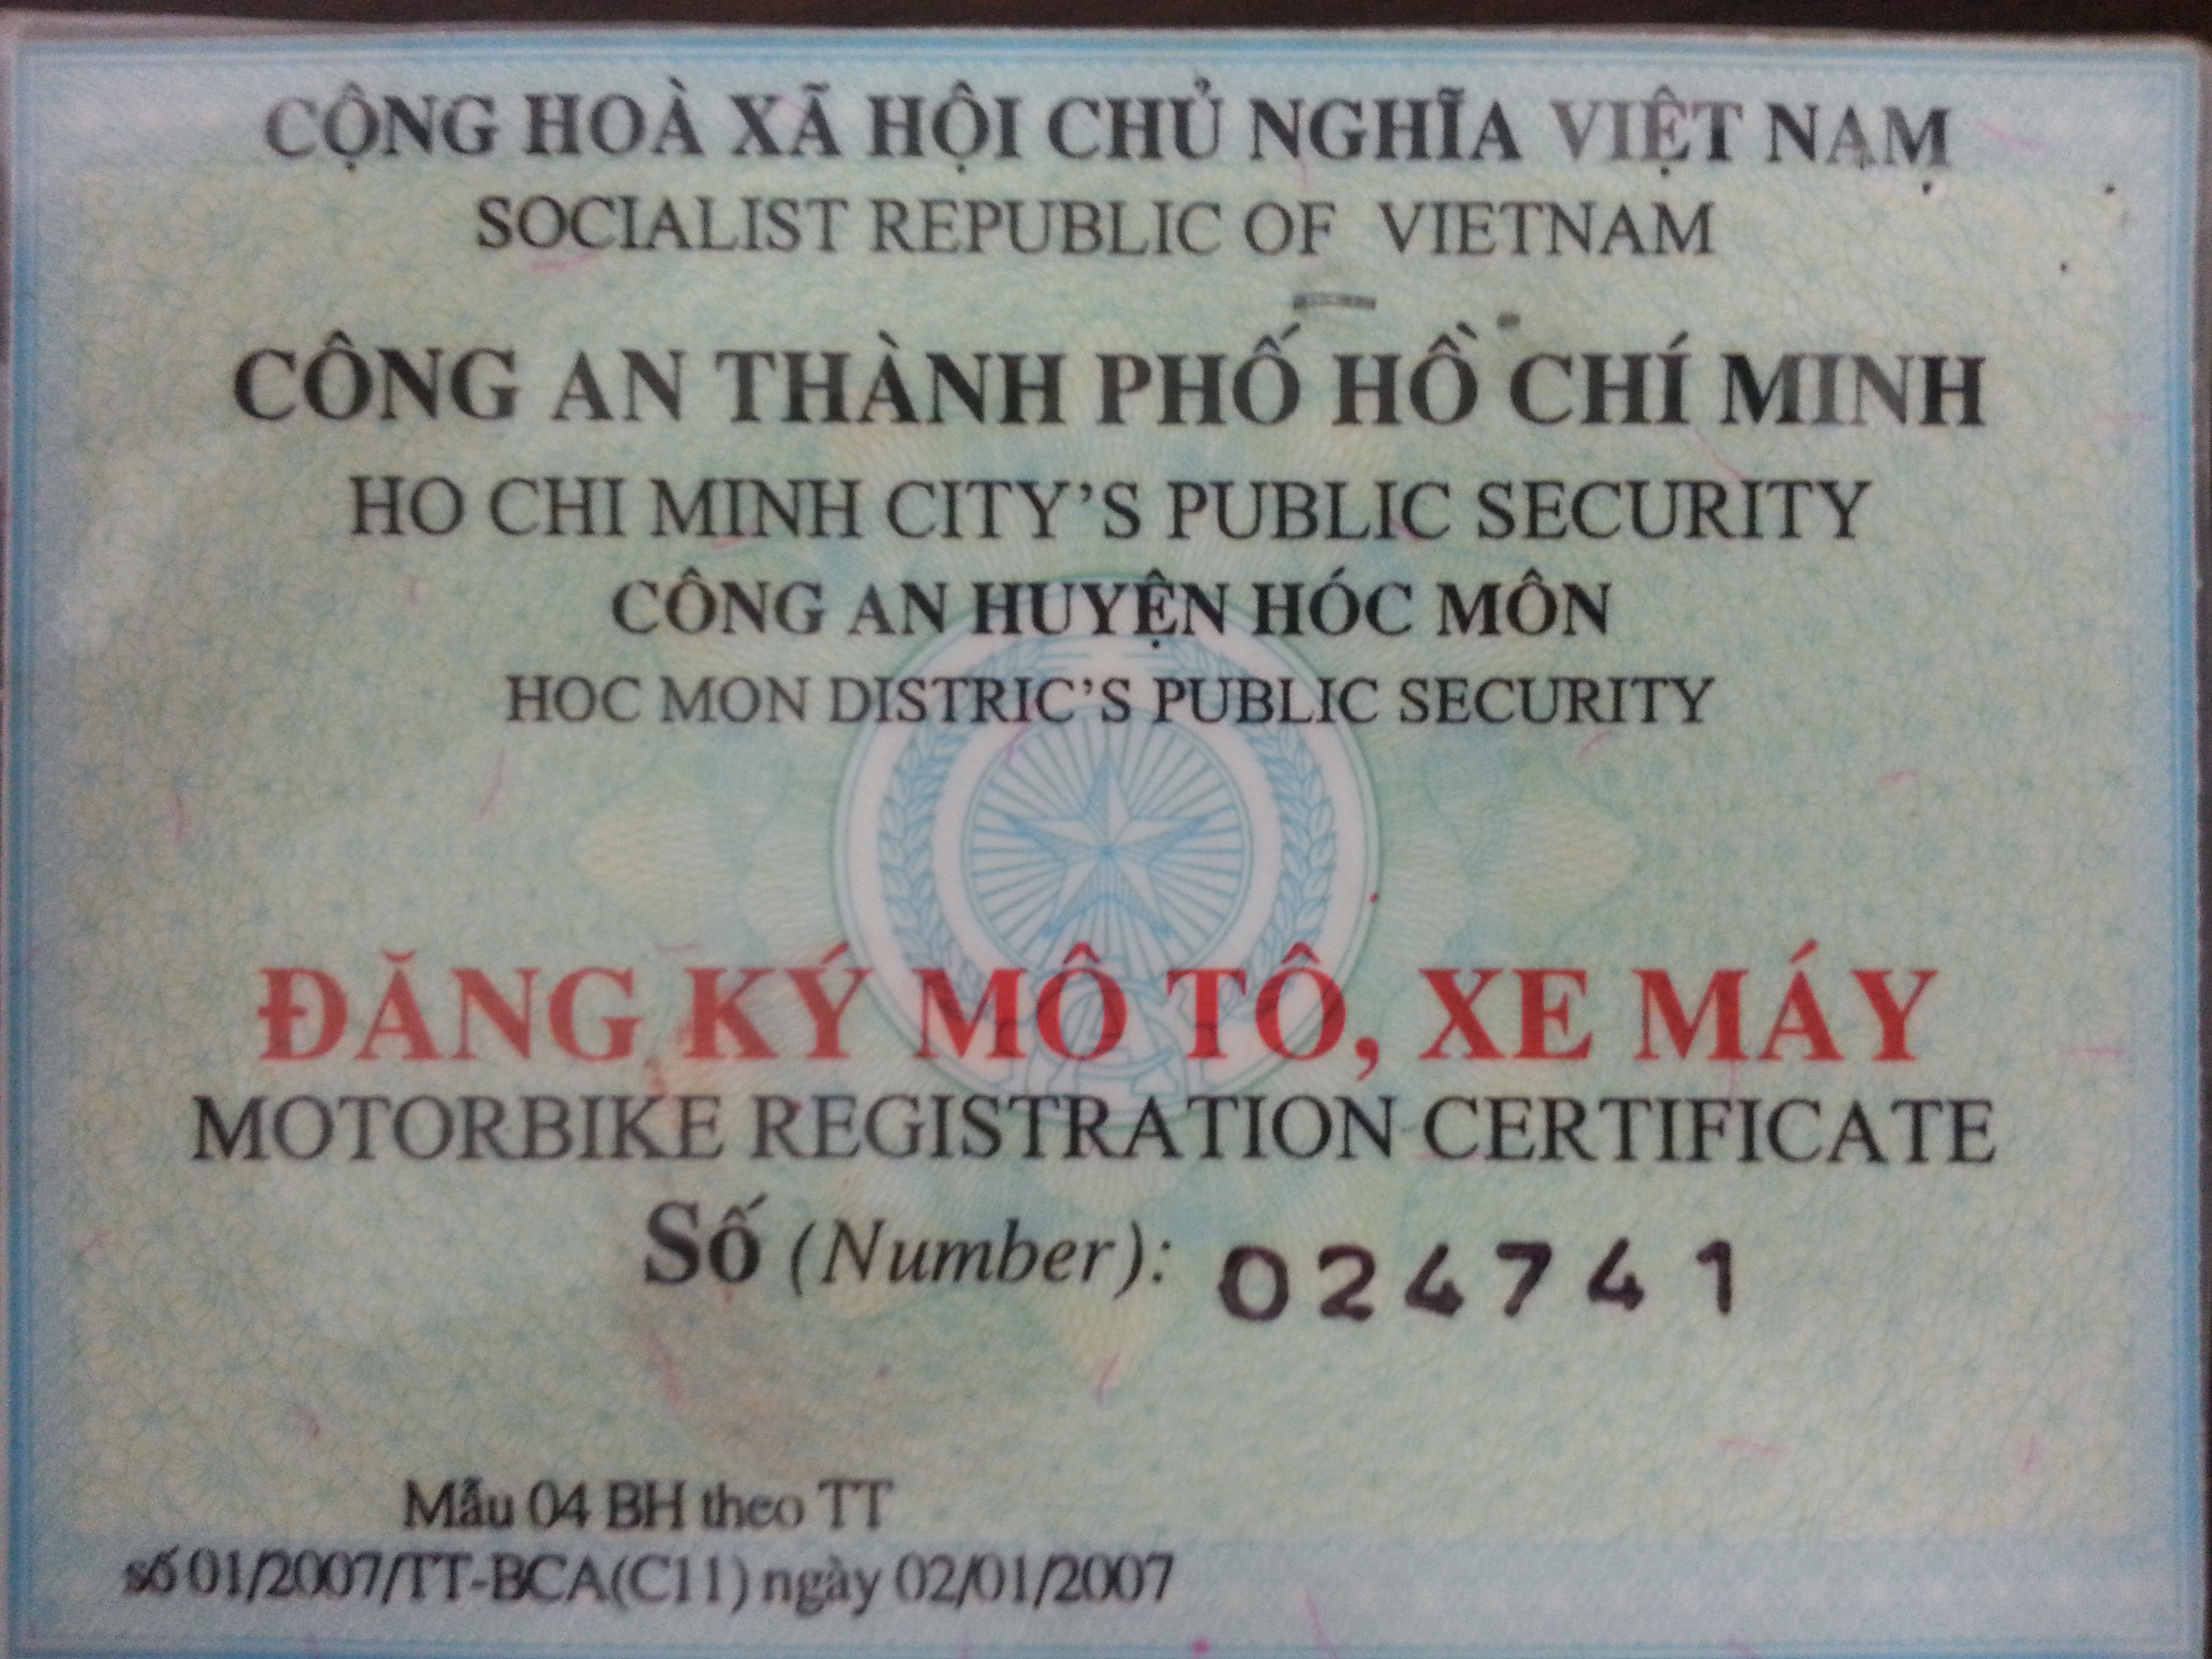 CỘNG HOÀ XÃ HỘI CHỦ NGHĨA VIỆT NAM
SOCIALIST REPUBLIC OF VIETNAM
CÔNG AN THÀNH PHỐ HỒ CHÍ MINH
HO CHI MINH CITY’S PUBLIC SECURITY
CÔNG AN HUYỆN HÓC MÔN
HOC MON DISTRIC’S PUBLIC SECURITY
ĐĂNG KÝ MÔ TÔ, XE MÁY
MOTORBIKE REGISTRATION CERTIFICATE
Số (Number): 024741
Mẫu 04 BH theo TT
số 01/2007/TT-BCA(C11) ngày 02/01/2007